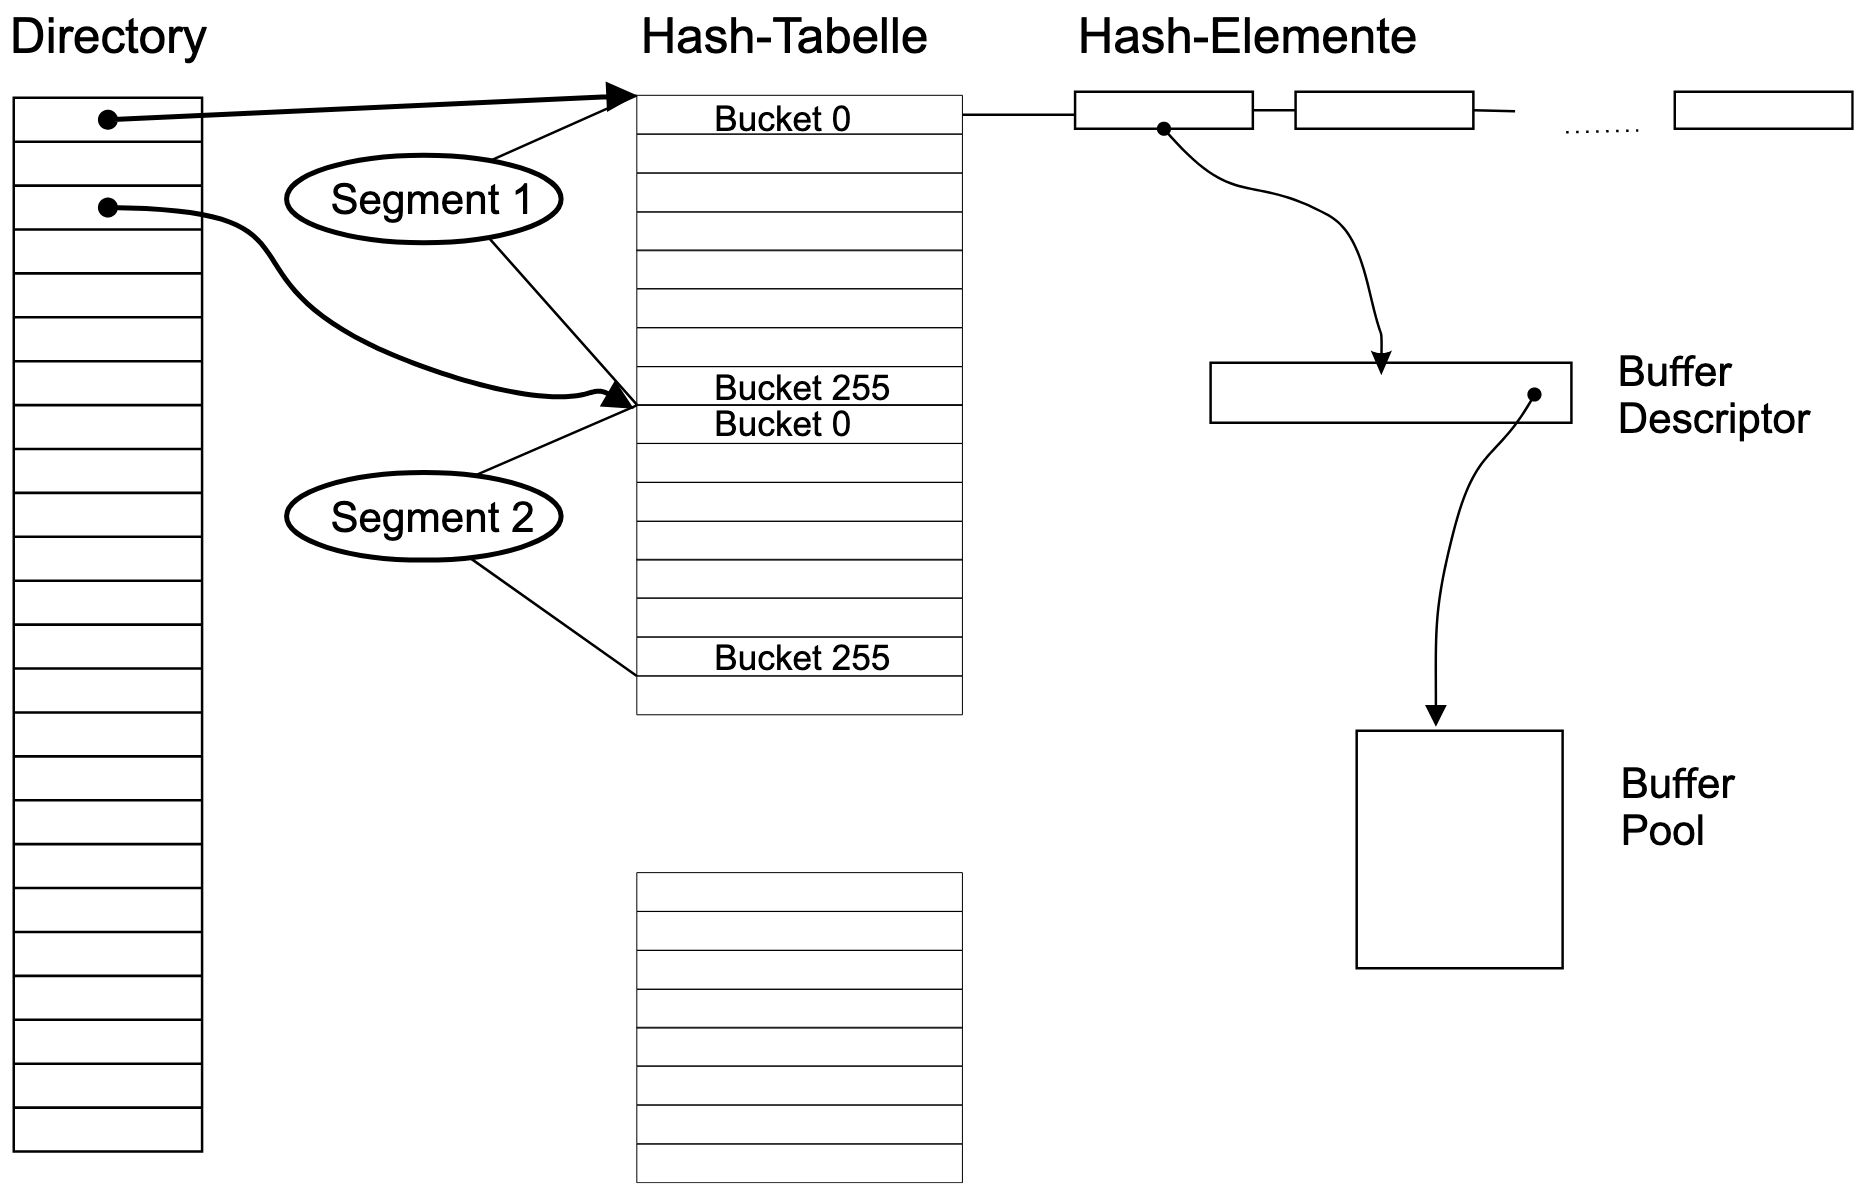 Directory
Hash-Tabelle
Hash-Elemente
Bucket 0
Segment 1
Bucket 255
Bucket 0
Buffer
Descriptor
Segment 2
Bucket 255
Buffer
Pool